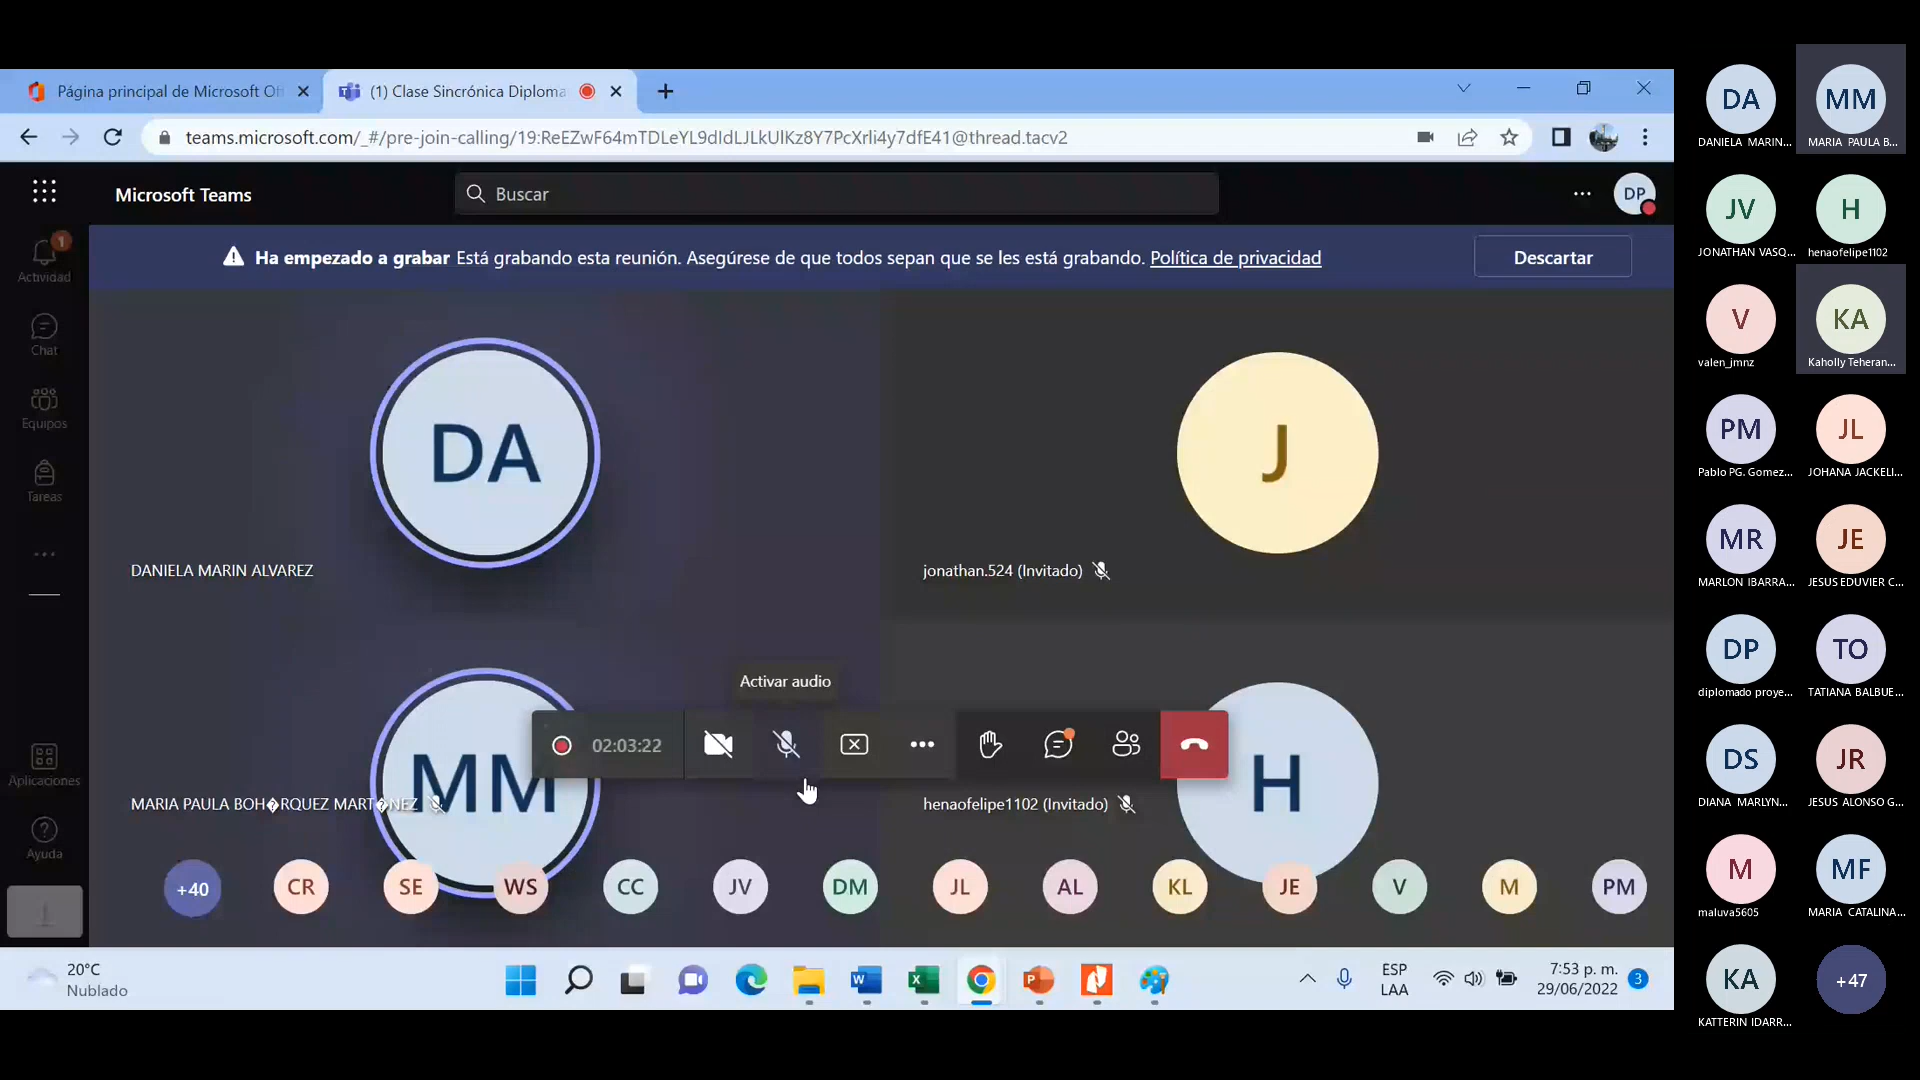 Página principal de Microsoft Of
(1) Clase Sincrónica Diploma
teams.microsoft.com/_#/pre-join-calling/19:ReEZwF64mTDLeYL9dIdLJLkUlKz8Y7PcXrli4y7dfE41@thread.tacv2
Microsoft Teams
Buscar
DP
1
Actividad
Chat
Equipos
Tareas
Aplicaciones
Ayuda
Ha empezado a grabar Está grabando esta reunión. Asegúrese de que todos sepan que se les está grabando. Política de privacidad
Descartar
DA
J
DANIELA MARIN ALVAREZ
jonathan.524 (Invitado)
Activar audio
02:03:22
MM
H
MARIA PAULA BOH�RQUEZ MART�NEZ
henaofelipe1102 (Invitado)
+40 CR SE WS CC JV DM JL AL KL JE V M PM
20°C
Nublado
ESP
LAA
7:53 p. m.
29/06/2022
3
DA MM
DANIELA MARIN... MARIA PAULA B...
JV H
JONATHAN VASQ... henaofelipe1102
V KA
valen_jmnz Kaholly Teheran...
PM JL
Pablo PG. Gomez... JOHANA JACKELI...
MR JE
MARLON IBARRA... JESUS EDUVIER C...
DP TO
diplomado proye... TATIANA BALBUE...
DS JR
DIANA MARLYN... JESUS ALONSO G...
M MF
maluva5605 MARIA CATALINA...
KA +47
KATTERIN IDARR...